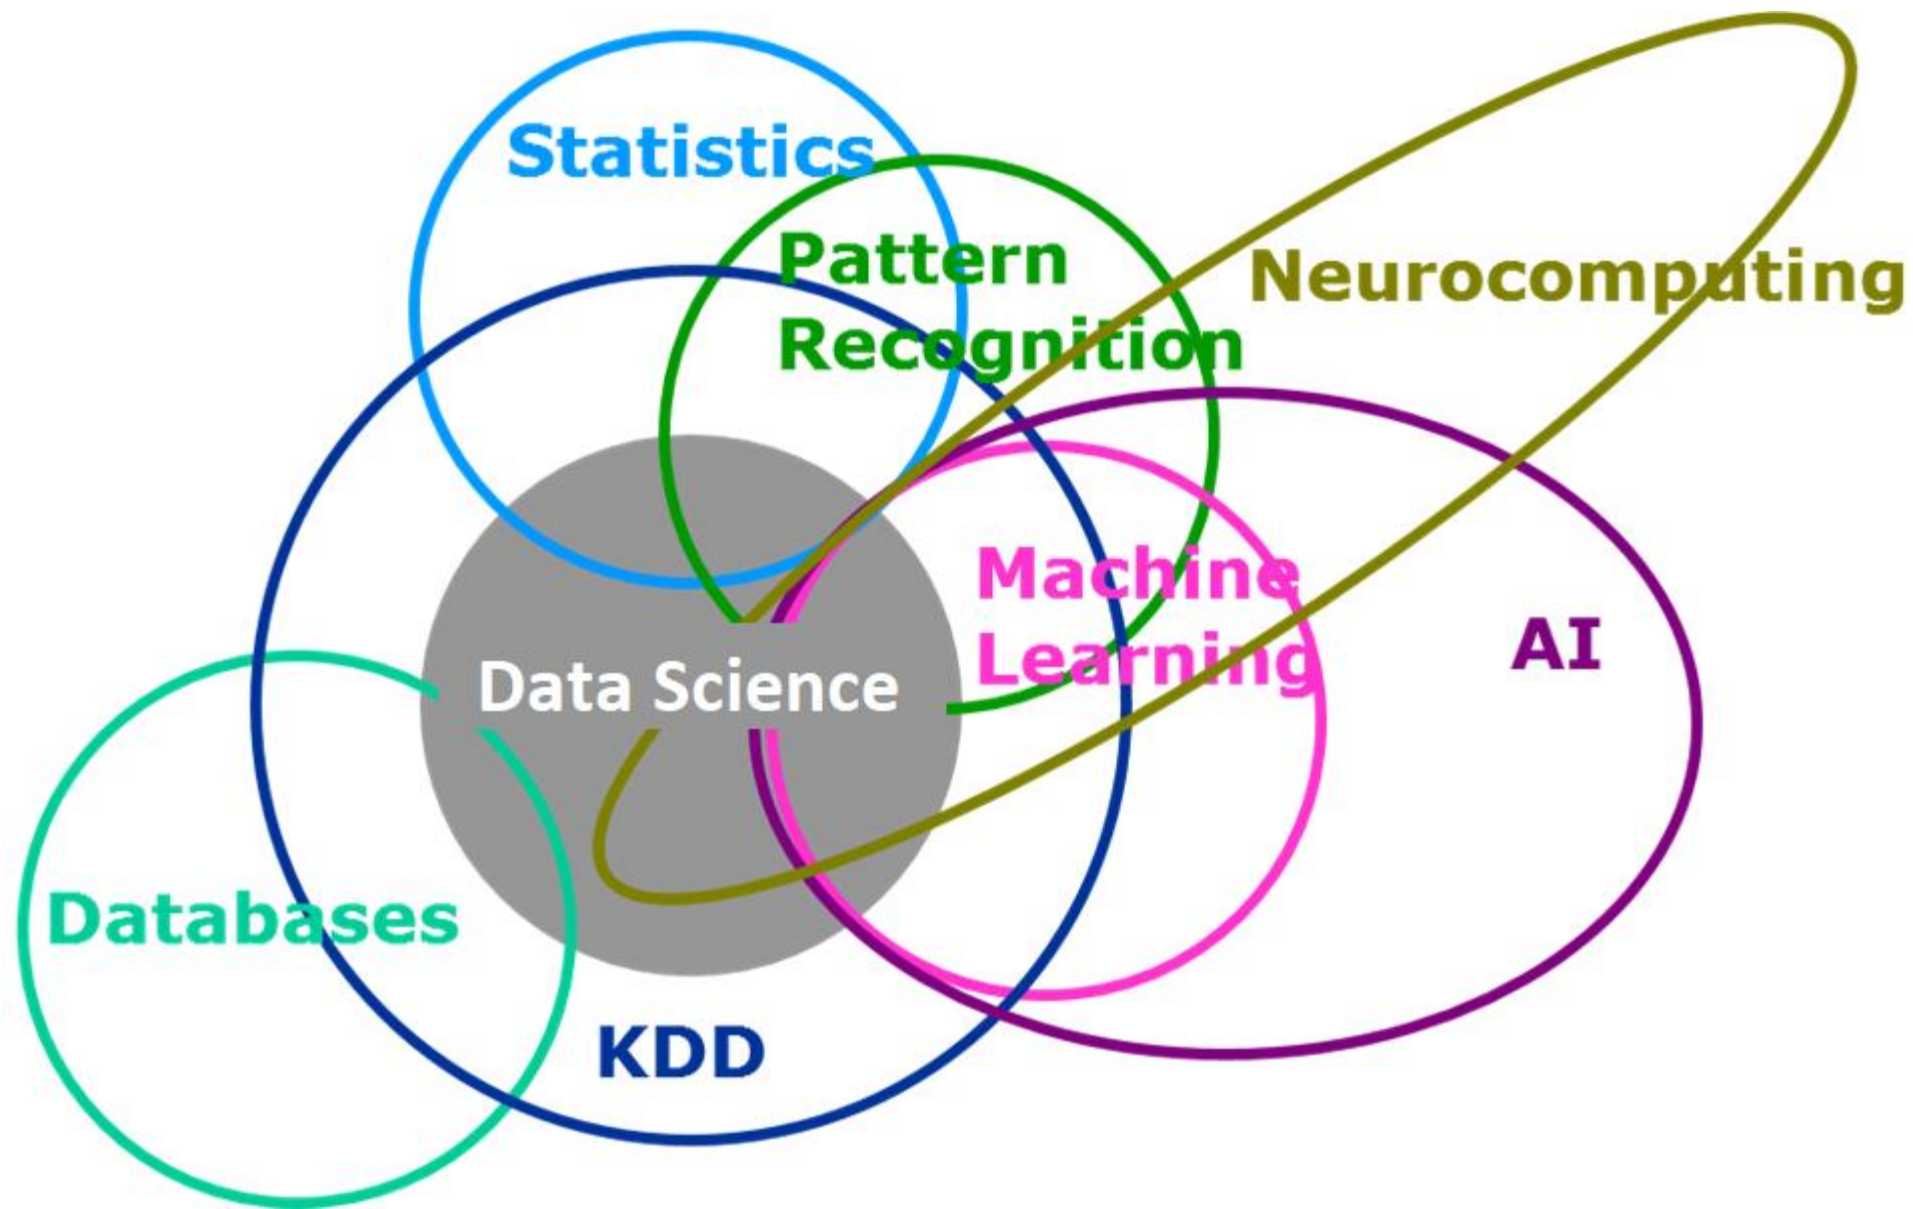 Statistics
Pattern
Recognition
Neurocomputing
Machine
Learning
AI
Data Science
Databases
KDD